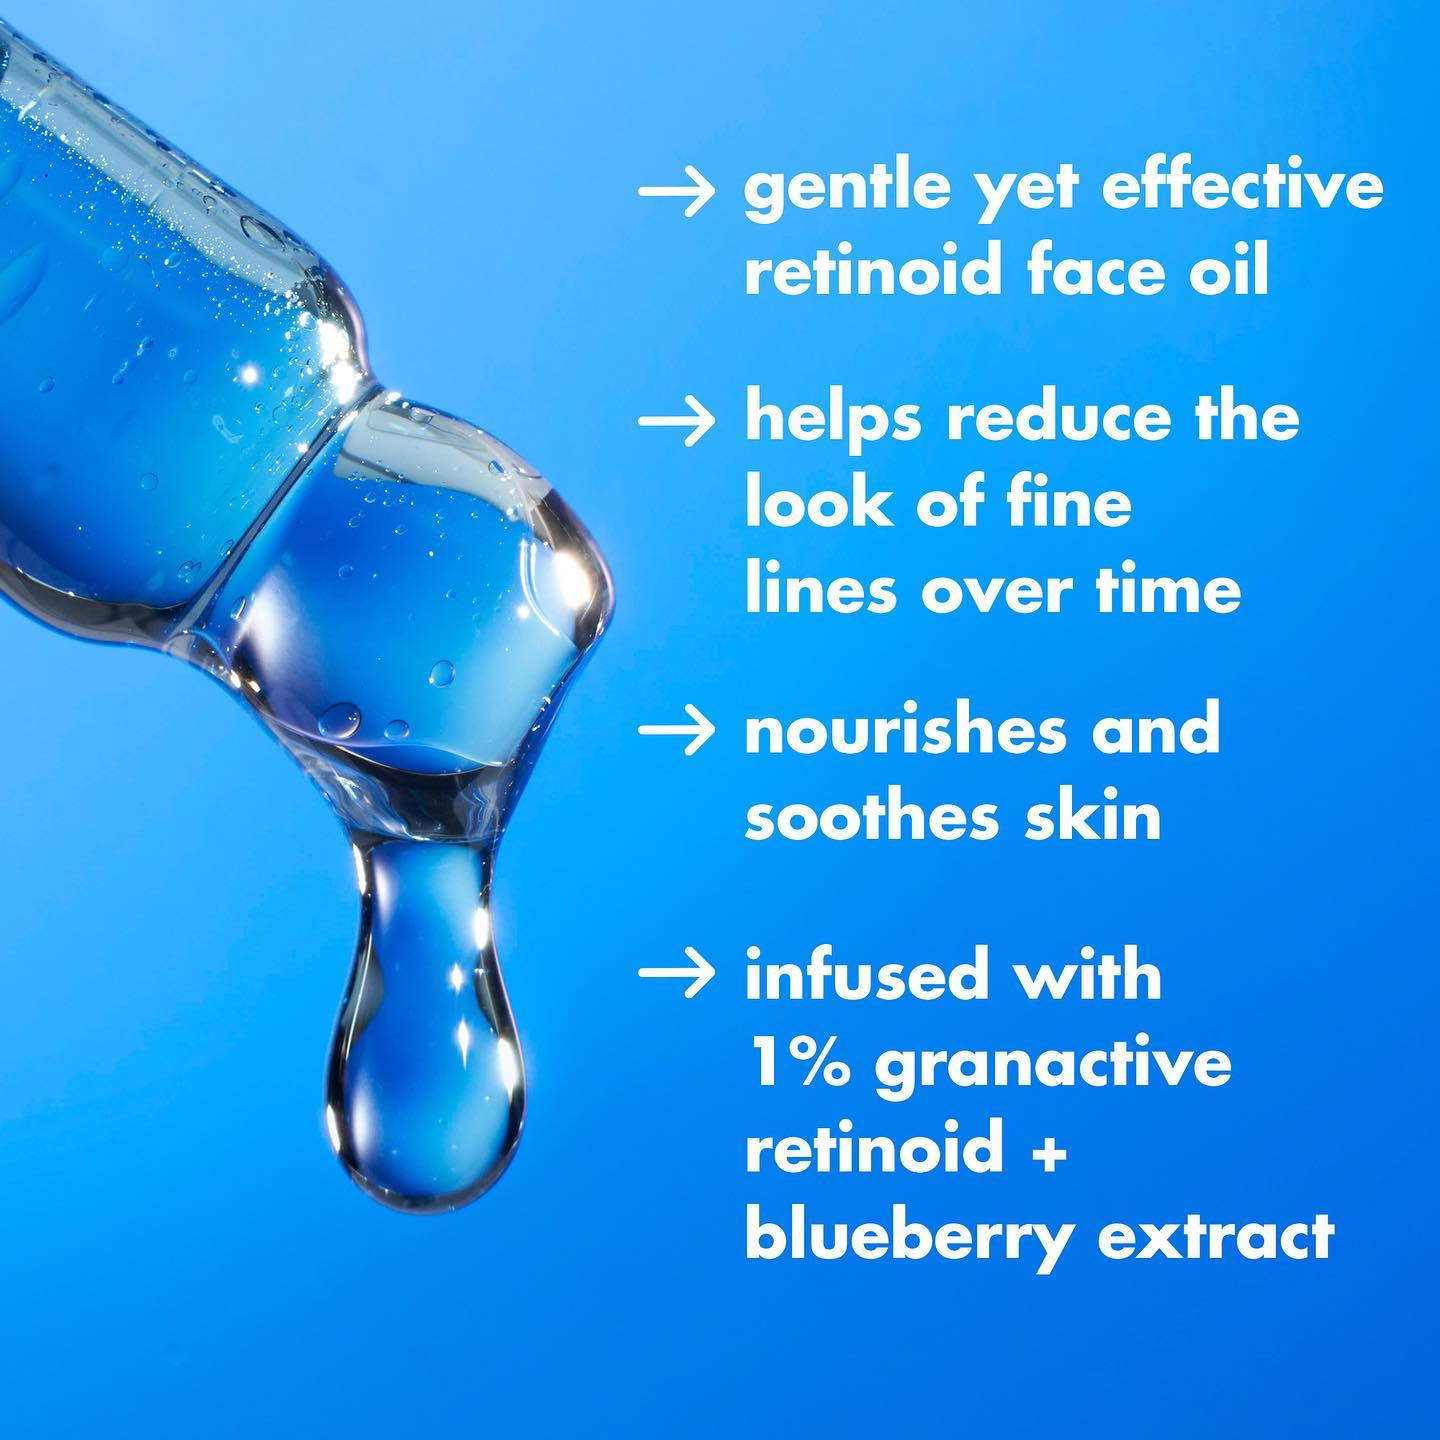 → gentle yet effective
retinoid face oil
→ helps reduce the
look of fine
lines over time
→ nourishes and
soothes skin
→ infused with
1% granactive
retinoid +
blueberry extract